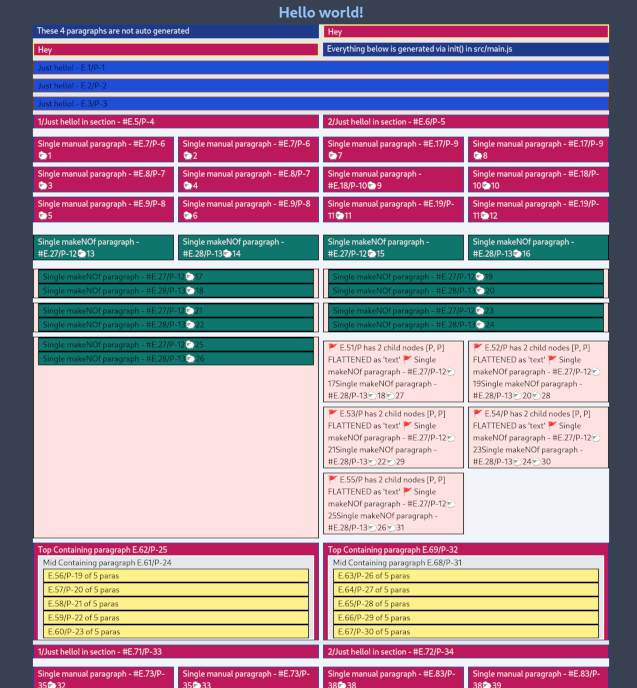 Hello world!
These 4 paragraphs are not auto generated
Hey
Hey
Everything below is generated via init() in src/main.js
Just hello! - E.1/P-1
Just hello! - E.2/P-2
Just hello! - E.3/P-3
1/Just hello! in section - #E.5/P-4
2/Just hello! in section - #E.6/P-5
Single manual paragraph - #E.7/P-6
🐑1
Single manual paragraph - #E.7/P-6
🐑2
Single manual paragraph - #E.17/P-9
🐑7
Single manual paragraph - #E.17/P-9
🐑8
Single manual paragraph - #E.8/P-7
🐑3
Single manual paragraph - #E.8/P-7
🐑4
Single manual paragraph -
#E.18/P-10🐑9
Single manual paragraph - #E.18/P-
10🐑10
Single manual paragraph - #E.9/P-8
🐑5
Single manual paragraph - #E.9/P-8
🐑6
Single manual paragraph - #E.19/P-
11🐑11
Single manual paragraph - #E.19/P-
11🐑12
Single makeNOf paragraph -
#E.27/P-12🐑13
Single makeNOf paragraph -
#E.28/P-13🐑14
Single makeNOf paragraph -
#E.27/P-12🐑15
Single makeNOf paragraph -
#E.28/P-13🐑16
Single makeNOf paragraph - #E.27/P-12🐑17
Single makeNOf paragraph - #E.28/P-13🐑18
Single makeNOf paragraph - #E.27/P-12🐑19
Single makeNOf paragraph - #E.28/P-13🐑20
Single makeNOf paragraph - #E.27/P-12🐑21
Single makeNOf paragraph - #E.28/P-13🐑22
Single makeNOf paragraph - #E.27/P-12🐑23
Single makeNOf paragraph - #E.28/P-13🐑24
Single makeNOf paragraph - #E.27/P-12🐑25
Single makeNOf paragraph - #E.28/P-13🐑26
🚩 E.51/P has 2 child nodes [P, P]
FLATTENED as 'text' 🚩 Single
makeNOf paragraph - #E.27/P-12🐑
17Single makeNOf paragraph -
#E.28/P-13🐑18🐑27
🚩 E.52/P has 2 child nodes [P, P]
FLATTENED as 'text' 🚩 Single
makeNOf paragraph - #E.27/P-12🐑
19Single makeNOf paragraph -
#E.28/P-13🐑20🐑28
🚩 E.53/P has 2 child nodes [P, P]
FLATTENED as 'text' 🚩 Single
makeNOf paragraph - #E.27/P-12🐑
21Single makeNOf paragraph -
#E.28/P-13🐑22🐑29
🚩 E.54/P has 2 child nodes [P, P]
FLATTENED as 'text' 🚩 Single
makeNOf paragraph - #E.27/P-12🐑
23Single makeNOf paragraph -
#E.28/P-13🐑24🐑30
🚩 E.55/P has 2 child nodes [P, P]
FLATTENED as 'text' 🚩 Single
makeNOf paragraph - #E.27/P-12🐑
25Single makeNOf paragraph -
#E.28/P-13🐑26🐑31
Top Containing paragraph E.62/P-25
Mid Containing paragraph E.61/P-24
E.56/P-19 of 5 paras
E.57/P-20 of 5 paras
E.58/P-21 of 5 paras
E.59/P-22 of 5 paras
E.60/P-23 of 5 paras
Top Containing paragraph E.69/P-32
Mid Containing paragraph E.68/P-31
E.63/P-26 of 5 paras
E.64/P-27 of 5 paras
E.65/P-28 of 5 paras
E.66/P-29 of 5 paras
E.67/P-30 of 5 paras
1/Just hello! in section - #E.71/P-33
2/Just hello! in section - #E.72/P-34
Single manual paragraph - #E.73/P-
35🐑32
Single manual paragraph - #E.73/P-
35🐑33
Single manual paragraph - #E.83/P-
38🐑38
Single manual paragraph - #E.83/P-
38🐑39